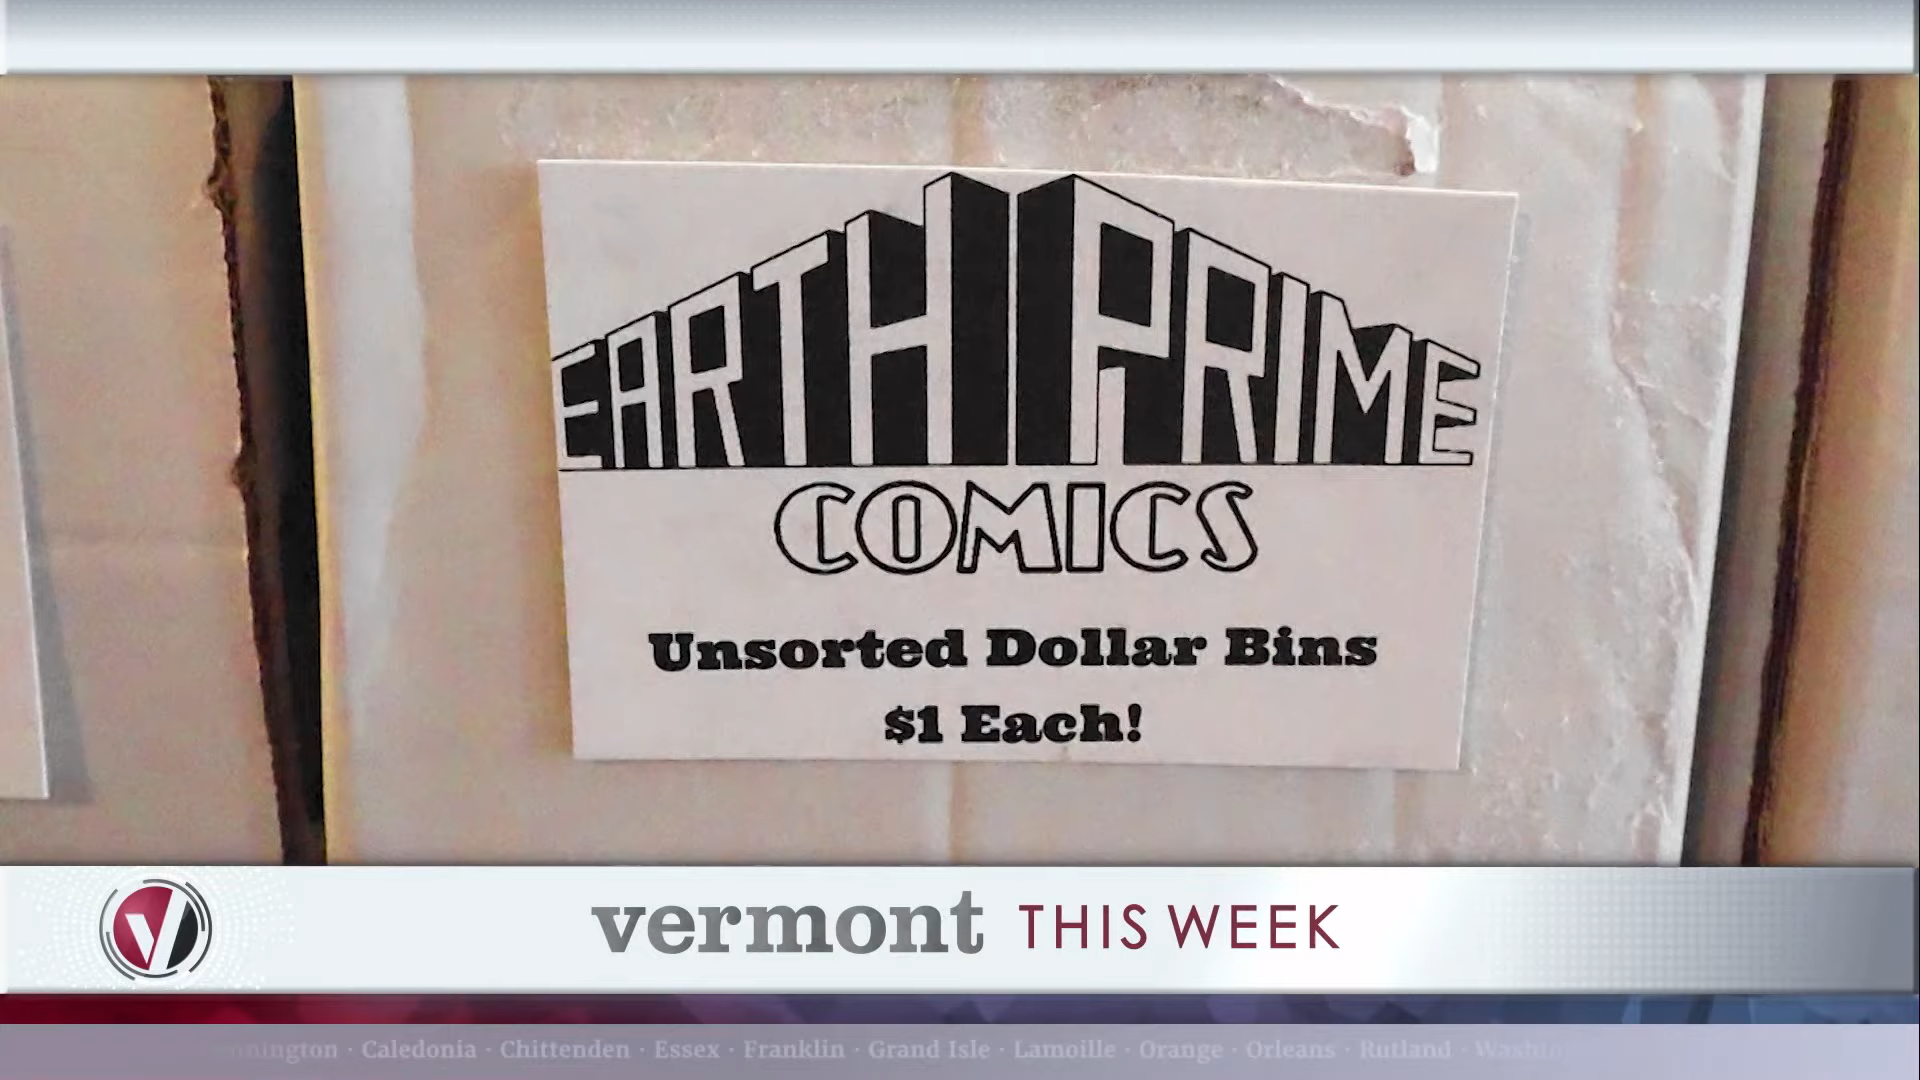 EARTH PRIME
COMICS
Unsorted Dollar Bins
$1 Each!
V
vermont THIS WEEK
· Caledonia · Chittenden · Essex · Franklin · Grand Isle · Lamoille · Orange · Orleans · Rutland ·